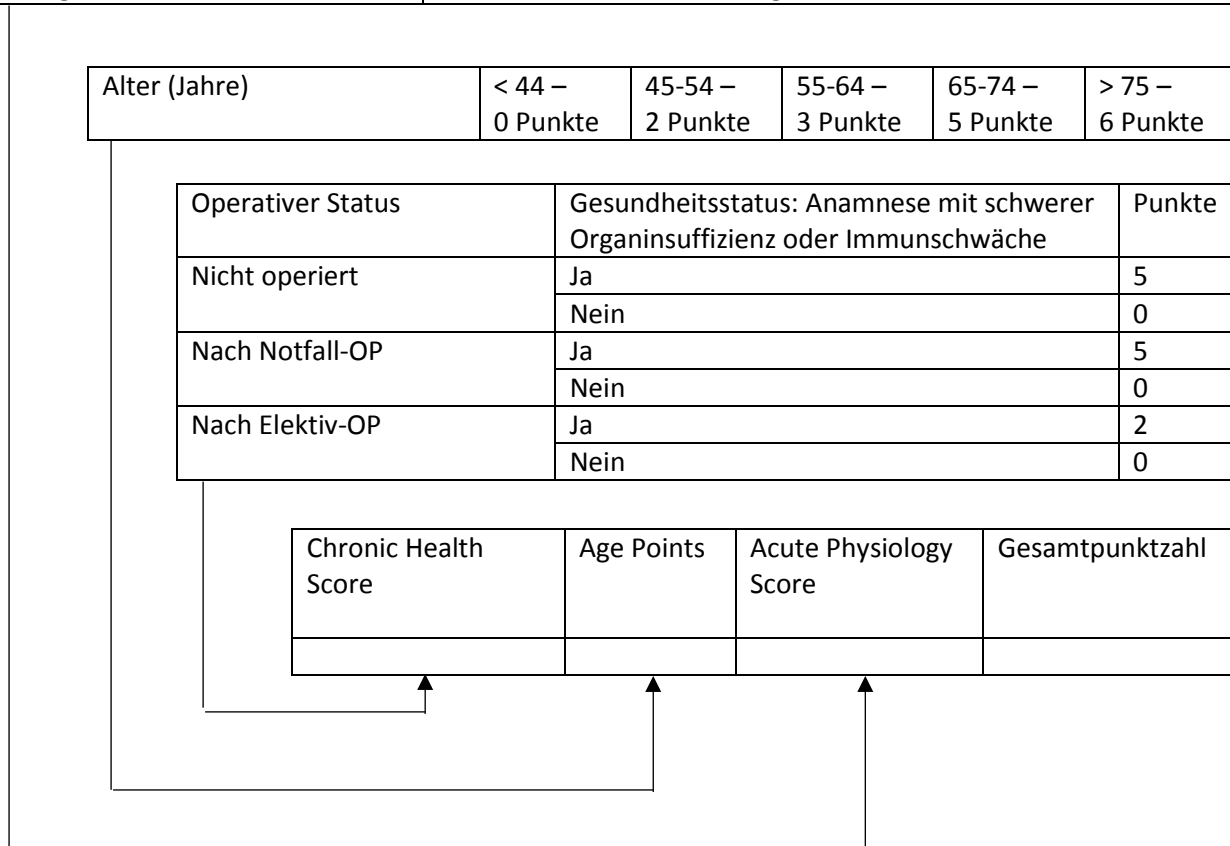 Alter (Jahre) < 44 – 45-54 – 55-64 – 65-74 – > 75 –
0 Punkte 2 Punkte 3 Punkte 5 Punkte 6 Punkte
Operativer Status Gesundheitsstatus: Anamnese mit schwerer Punkte
Organinsuffizienz oder Immunschwäche
Nicht operiert Ja 5
Nein 0
Nach Notfall-OP Ja 5
Nein 0
Nach Elektiv-OP Ja 2
Nein 0
Chronic Health Age Points Acute Physiology Gesamtpunktzahl
Score Score